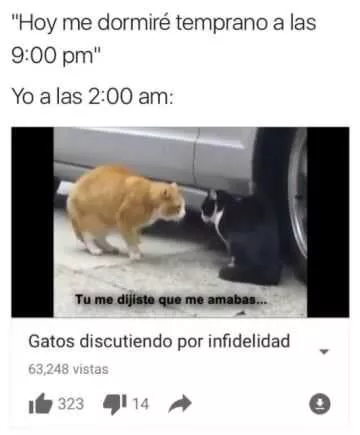 "Hoy me dormiré temprano a las
9:00 pm"
Yo a las 2:00 am:
Tu me dijiste que me amabas...
Gatos discutiendo por infidelidad
63,248 vistas
323 14